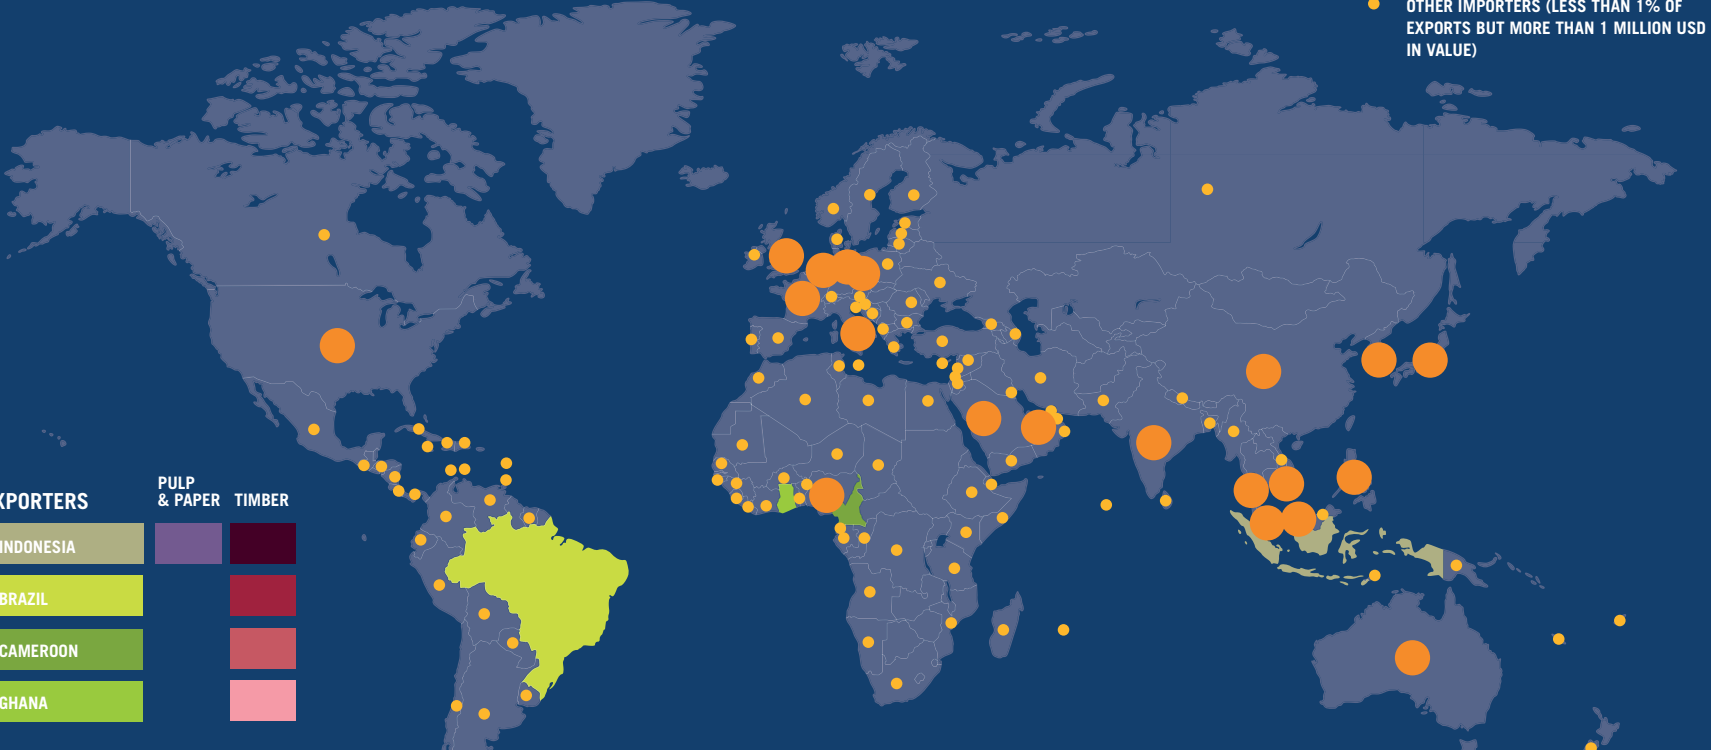 OTHER IMPORTERS (LESS THAN 1% OF
EXPORTS BUT MORE THAN 1 MILLION USD
IN VALUE)
XPORTERS
PULP
& PAPER
TIMBER
INDONESIA
BRAZIL
CAMEROON
GHANA